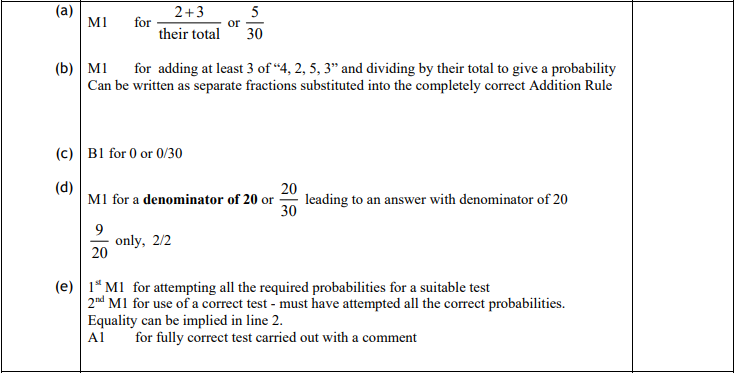 (a) M1 for (2+3)/(their total) or 5/30
(b) M1 for adding at least 3 of “4, 2, 5, 3” and dividing by their total to give a probability
Can be written as separate fractions substituted into the completely correct Addition Rule
(c) B1 for 0 or 0/30
(d) M1 for a denominator of 20 or 20/30 leading to an answer with denominator of 20
9/20 only, 2/2
(e) 1st M1 for attempting all the required probabilities for a suitable test
2nd M1 for use of a correct test - must have attempted all the correct probabilities.
Equality can be implied in line 2.
A1 for fully correct test carried out with a comment